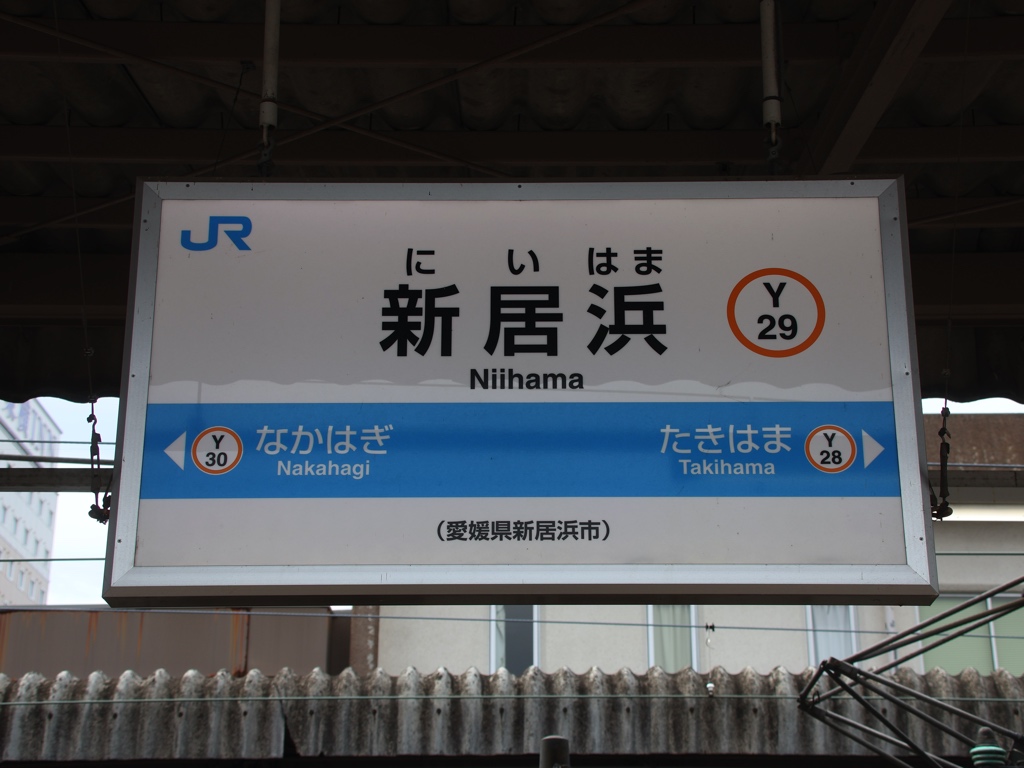 JR
に い はま
新居浜
Niihama
Y
29
Y
30
なかはぎ
Nakahagi
たきはま
Takihama
Y
28
（愛媛県新居浜市）